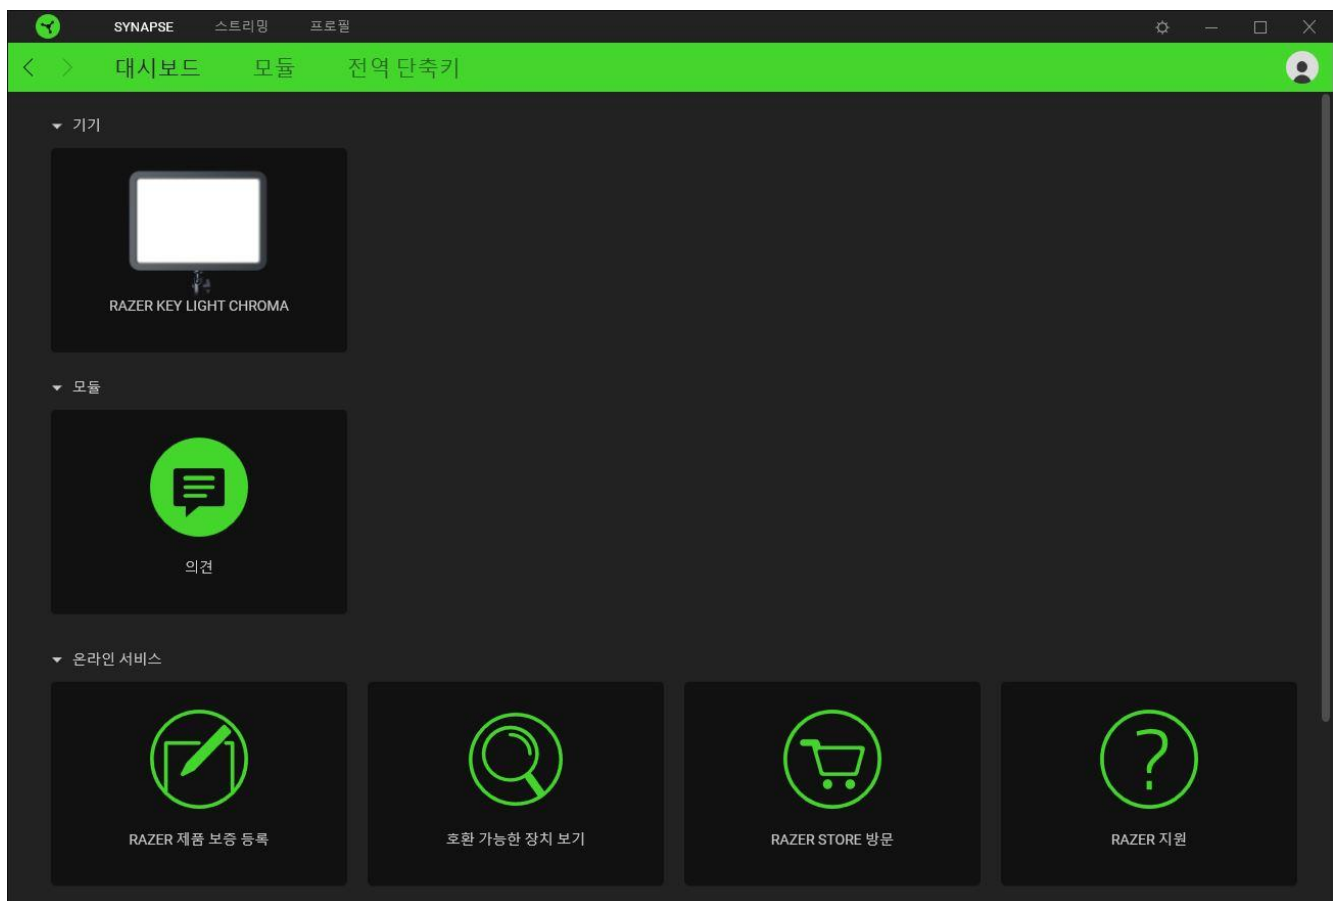 SYNAPSE 스트리밍 프로필
대시보드 모듈 전역 단축키
기기
RAZER KEY LIGHT CHROMA
모듈
의견
온라인 서비스
RAZER 제품 보증 등록 호환 가능한 장치 보기 RAZER STORE 방문 RAZER 지원